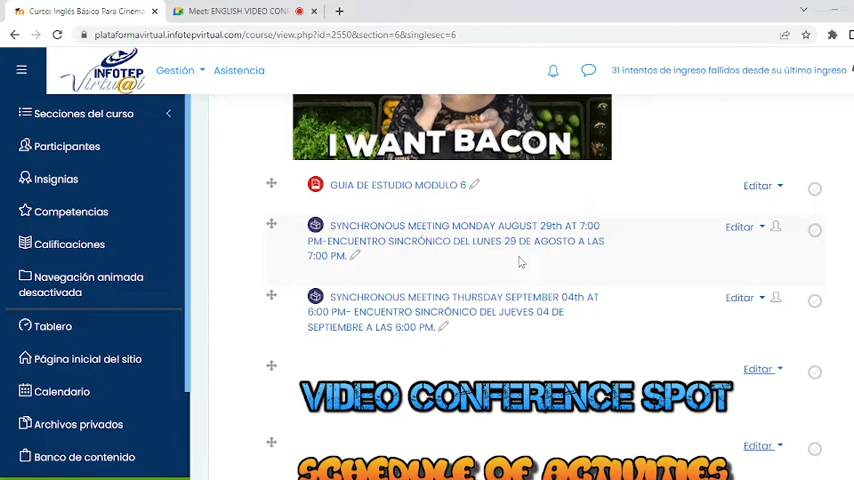 Curso: Inglés Básico Para Cinema
Meet: ENGLISH VIDEO CONF
plataformavirtual.infotepvirtual.com/course/view.php?id=2550&section=6&singlesec=6
INFOTEP
Virtu@l
Gestión
Asistencia
31 intentos de ingreso fallidos desde su último ingreso
Secciones del curso
Participantes
Insignias
Competencias
Calificaciones
Navegación animada
desactivada
Tablero
Página inicial del sitio
Calendario
Archivos privados
Banco de contenido
I WANT BACON
GUIA DE ESTUDIO MODULO 6
Editar
SYNCHRONOUS MEETING MONDAY AUGUST 29th AT 7:00
PM-ENCUENTRO SINCRÓNICO DEL LUNES 29 DE AGOSTO A LAS
7:00 PM.
Editar
SYNCHRONOUS MEETING THURSDAY SEPTEMBER 04th AT
6:00 PM- ENCUENTRO SINCRÓNICO DEL JUEVES 04 DE
SEPTIEMBRE A LAS 6:00 PM.
Editar
Editar
VIDEO CONFERENCE SPOT
Editar
SCHEDULE OF ACTIVITIES